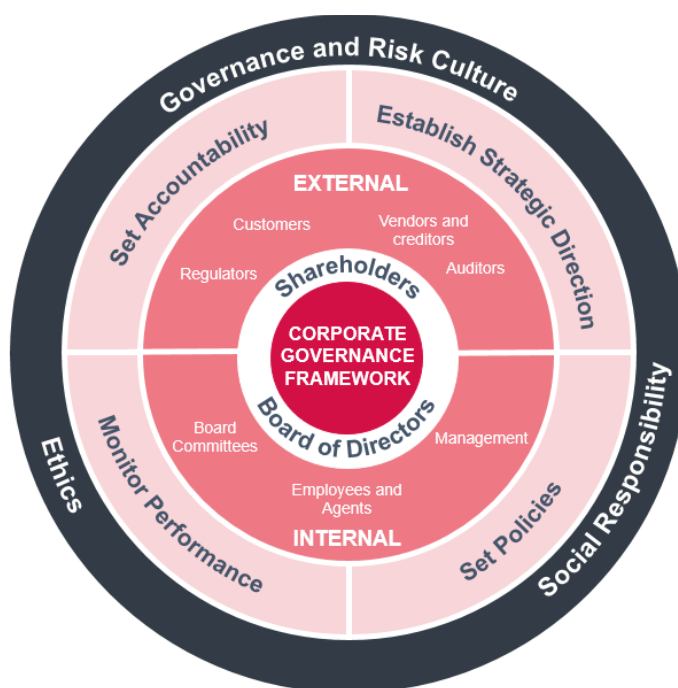 Governance and Risk Culture
Set Accountability
Establish Strategic Direction
EXTERNAL
Customers
Vendors and
creditors
Regulators
Auditors
Shareholders
CORPORATE
GOVERNANCE
FRAMEWORK
Board of Directors
Board
Committees
Management
Employees and
Agents
INTERNAL
Monitor Performance
Set Policies
Ethics
Social Responsibility